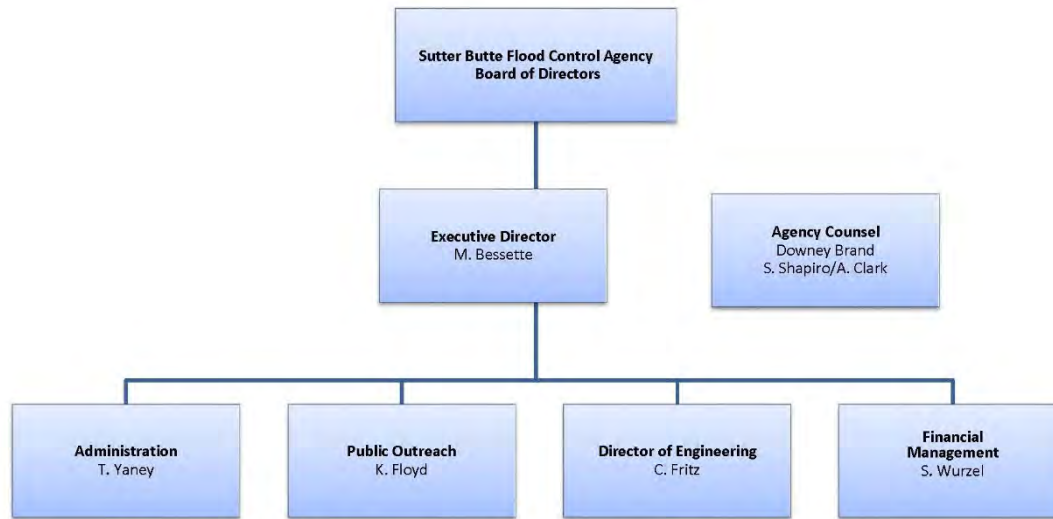 Sutter Butte Flood Control Agency
Board of Directors
Executive Director
M. Bessette
Agency Counsel
Downey Brand
S. Shapiro/A. Clark
Administration
T. Yaney
Public Outreach
K. Floyd
Director of Engineering
C. Fritz
Financial
Management
S. Wurzel